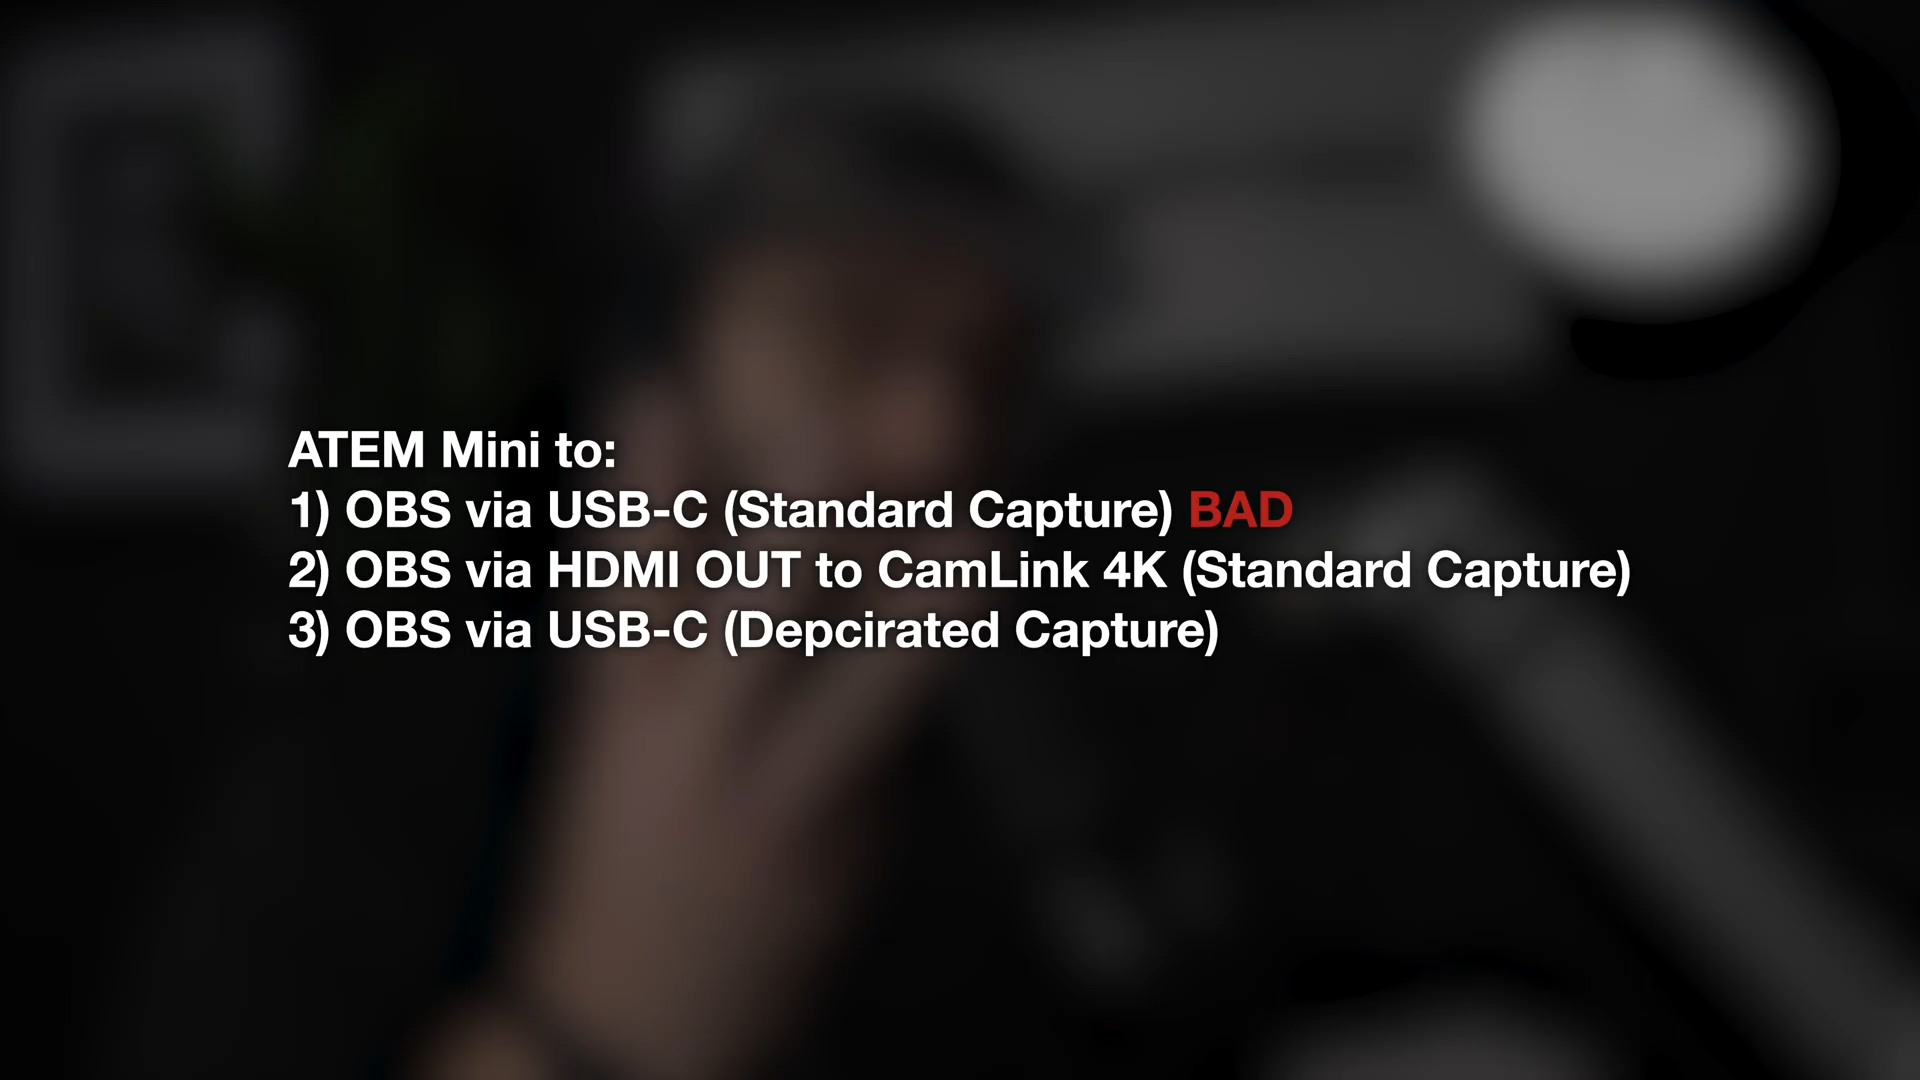 ATEM Mini to:
1) OBS via USB-C (Standard Capture) BAD
2) OBS via HDMI OUT to CamLink 4K (Standard Capture)
3) OBS via USB-C (Depcirated Capture)